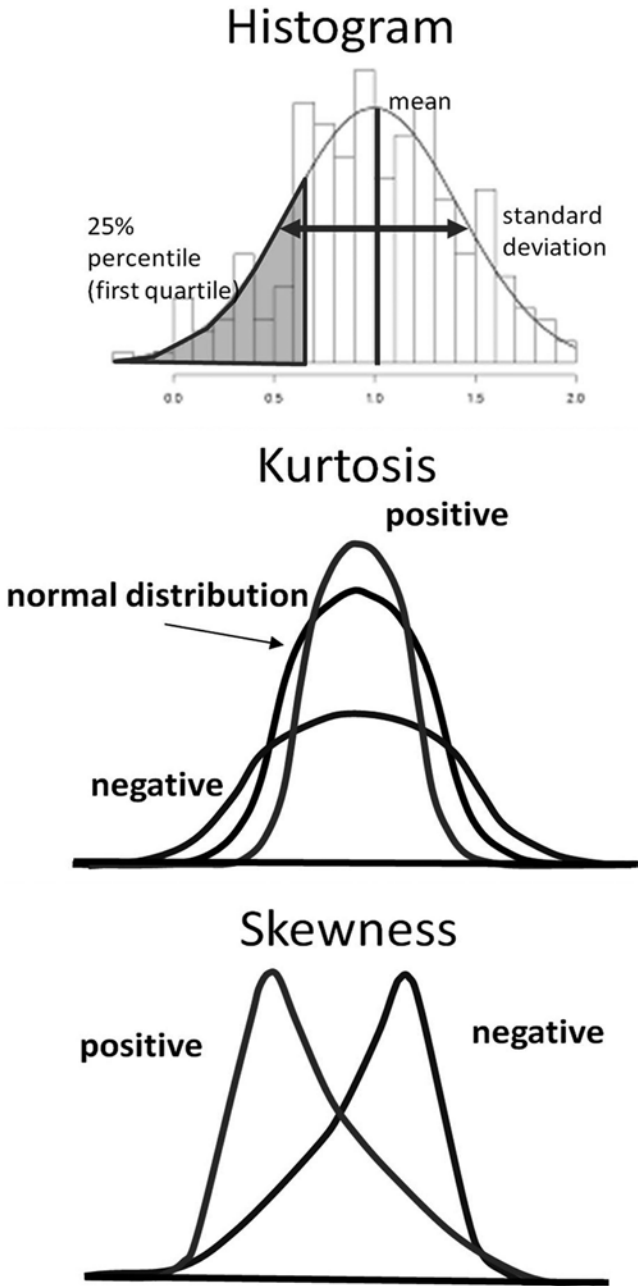 Histogram
mean
25%
percentile
(first quartile)
standard
deviation
0.0 0.5 1.0 1.5 2.0
Kurtosis
positive
normal distribution
negative
Skewness
positive
negative